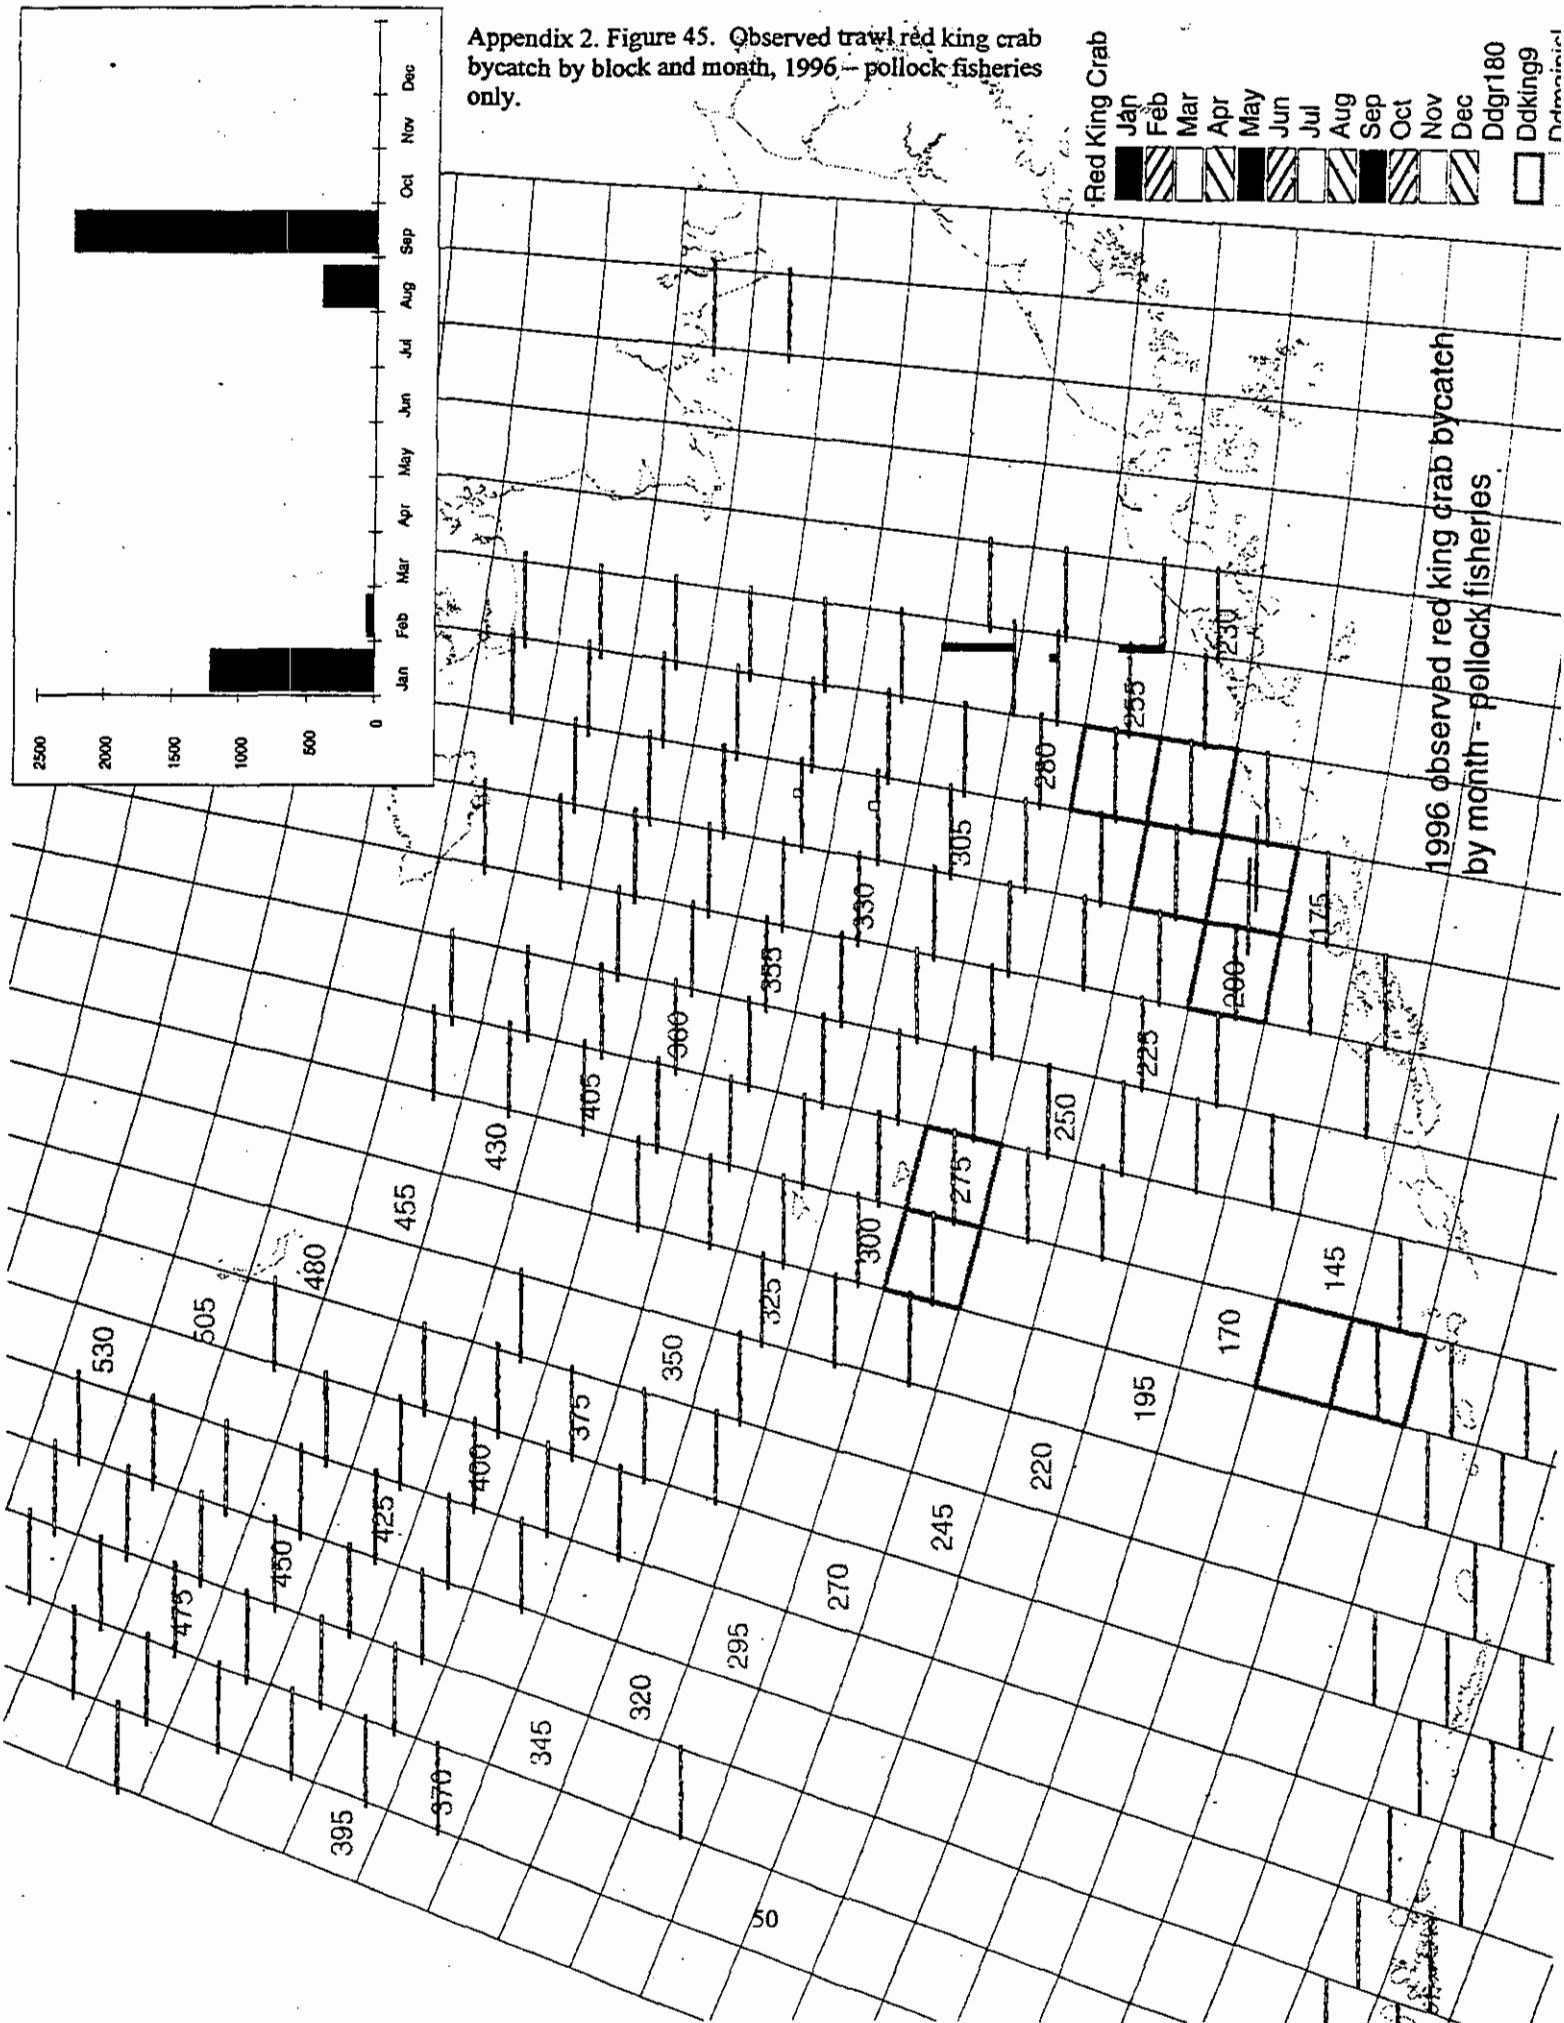 Appendix 2. Figure 45. Observed trawl red king crab
bycatch by block and month, 1996 – pollock fisheries
only.
2500
2000
1500
1000
500
0
Jan
Feb
Mar
Apr
May
Jun
Jul
Aug
Sep
Oct
Nov
Dec
Red King Crab
Jan
Feb
Mar
Apr
May
Jun
Jul
Aug
Sep
Oct
Nov
Dec
Ddgr180
Ddking9
1996 observed red king crab bycatch
by month - pollock fisheries
530
505
480
455
430
405
380
355
330
305
280
255
230
475
450
425
400
375
350
325
300
275
250
225
200
175
395
370
345
320
295
270
245
220
195
170
145
50